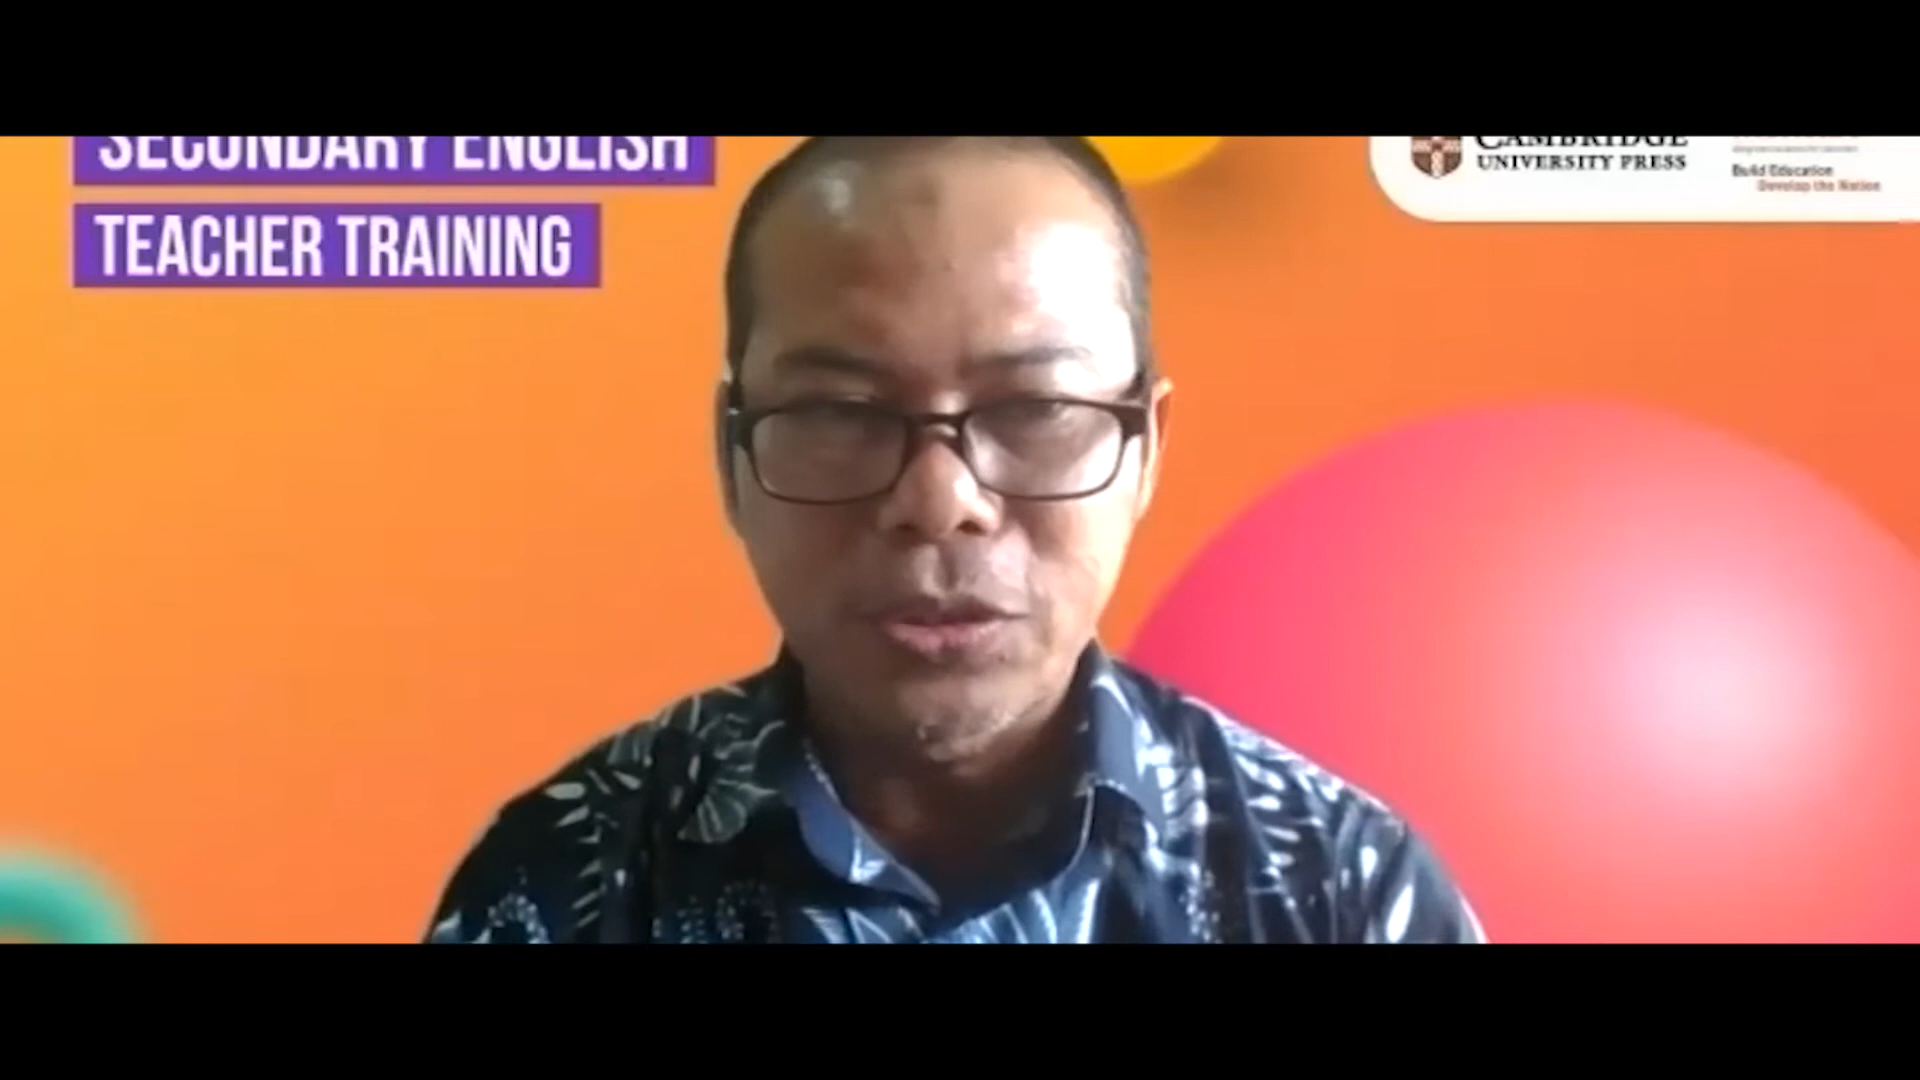 SECONDARY ENGLISH
TEACHER TRAINING
CAMBRIDGE
UNIVERSITY PRESS
Build Education
Develop the Nation